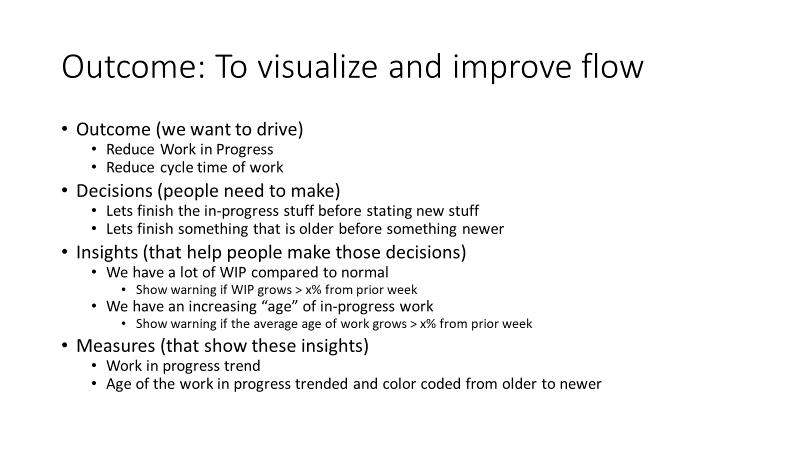 Outcome: To visualize and improve flow
• Outcome (we want to drive)
• Reduce Work in Progress
• Reduce cycle time of work
• Decisions (people need to make)
• Lets finish the in-progress stuff before stating new stuff
• Lets finish something that is older before something newer
• Insights (that help people make those decisions)
• We have a lot of WIP compared to normal
• Show warning if WIP grows > x% from prior week
• We have an increasing “age” of in-progress work
• Show warning if the average age of work grows > x% from prior week
• Measures (that show these insights)
• Work in progress trend
• Age of the work in progress trended and color coded from older to newer